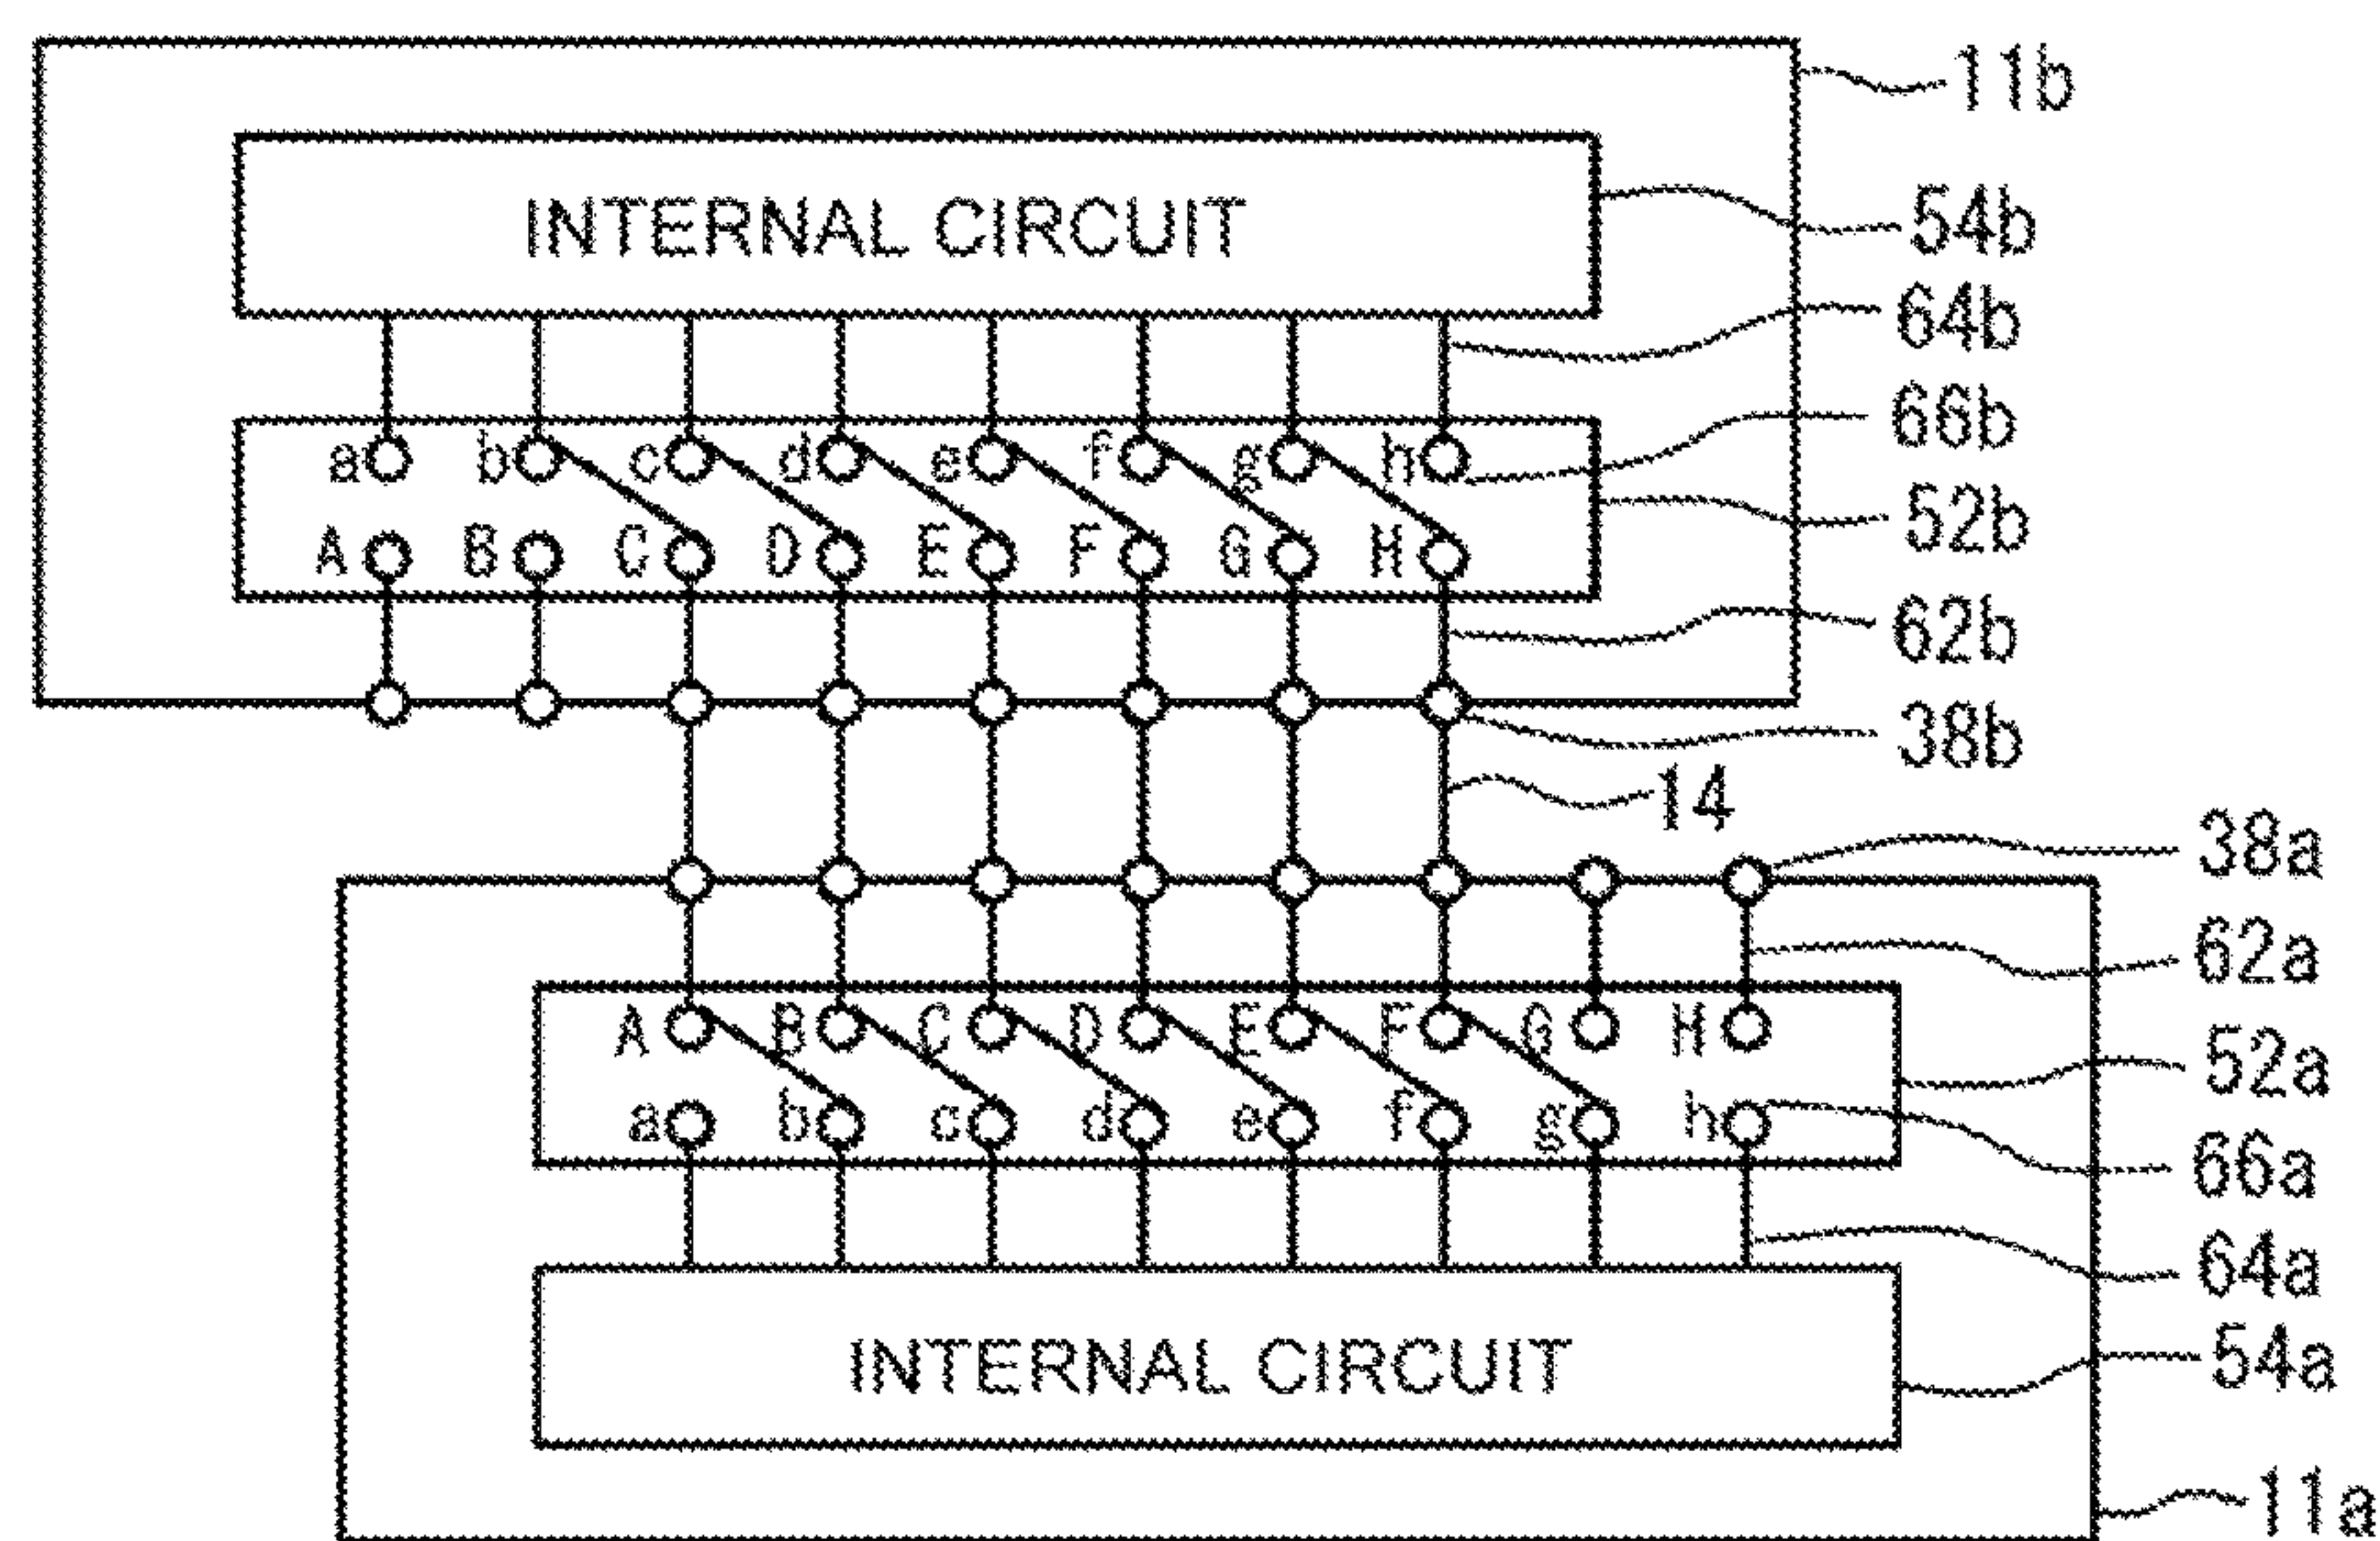 11b
INTERNAL CIRCUIT
54b
64b
66b
a b c d e f g h
52b
A B C D E F G H
62b
38b
14
38a
62a
A B C D E F G H
52a
a b c d e f g h
66a
64a
INTERNAL CIRCUIT
54a
11a